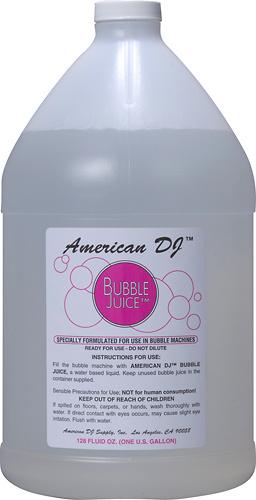 American DJ™
BUBBLE
JUICE™
SPECIALLY FORMULATED FOR USE IN BUBBLE MACHINES
READY FOR USE - DO NOT DILUTE
INSTRUCTIONS FOR USE:
Fill the bubble machine with AMERICAN DJ™ BUBBLE
JUICE, a water based liquid. Keep unused bubble juice in the
container supplied.
Sensible Precautions for Use; NOT for human consumption!
KEEP OUT OF REACH OF CHILDREN
If spilled on floors, carpets, or hands, wash thoroughly with
water. If direct contact with eyes occurs, may cause slight eye
irritation. Flush with water.
American DJ Supply, Inc. Los Angeles, CA 90058
128 FLUID OZ. (ONE U.S. GALLON)